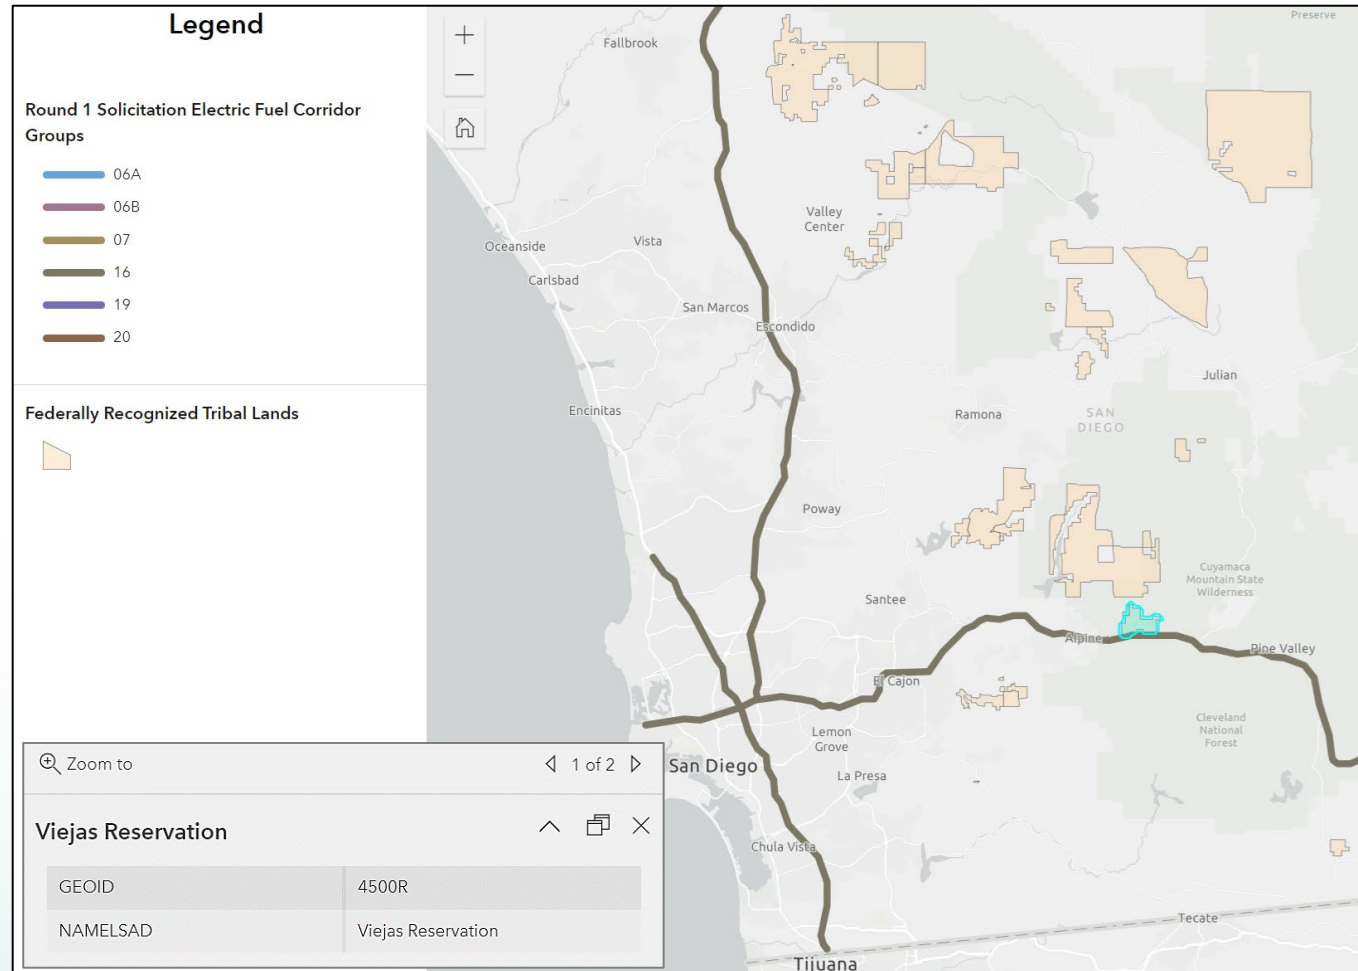 Legend
Round 1 Solicitation Electric Fuel Corridor
Groups
06A
06B
07
16
19
20
Federally Recognized Tribal Lands
Preserve
Fallbrook
Valley
Center
Oceanside
Vista
Carlsbad
San Marcos
Escondido
Julian
Encinitas
Ramona
SAN
DIEGO
Poway
Cuyamaca
Mountain State
Wilderness
Santee
Alpine
Pine Valley
El Cajon
Cleveland
National
Forest
Lemon
Grove
San Diego
La Presa
Chula Vista
Tecate
Tijuana
Zoom to
1 of 2
Viejas Reservation
GEOID 4500R
NAMELSAD Viejas Reservation